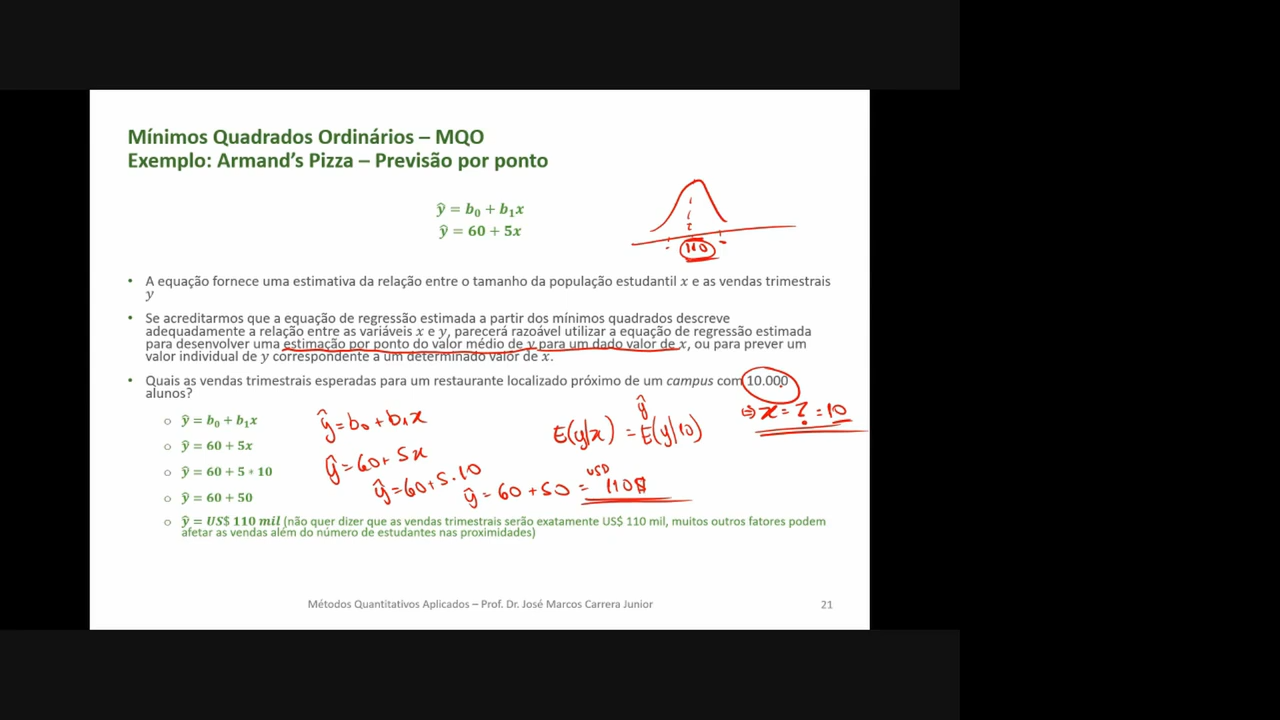 Mínimos Quadrados Ordinários – MQO
Exemplo: Armand's Pizza – Previsão por ponto
ŷ = b₀ + b₁x
ŷ = 60 + 5x
110
• A equação fornece uma estimativa da relação entre o tamanho da população estudantil x e as vendas trimestrais
y
• Se acreditarmos que a equação de regressão estimada a partir dos mínimos quadrados descreve
adequadamente a relação entre as variáveis x e y, parecerá razoável utilizar a equação de regressão estimada
para desenvolver uma estimação por ponto do valor médio de y para um dado valor de x, ou para prever um
valor individual de y correspondente a um determinado valor de x.
• Quais as vendas trimestrais esperadas para um restaurante localizado próximo de um campus com 10.000
alunos?
⇒ x = ? = 10
○ ŷ = b₀ + b₁x
ŷ = b₀ + b₁x
ŷ
E(y|x) = E(y|10)
○ ŷ = 60 + 5x
ŷ = 60 + 5x
○ ŷ = 60 + 5 * 10
ŷ = 60 + 5.10
○ ŷ = 60 + 50
USD
ŷ = 60 + 50 = 110
○ ŷ = US$ 110 mil (não quer dizer que as vendas trimestrais serão exatamente US$ 110 mil, muitos outros fatores podem
afetar as vendas além do número de estudantes nas proximidades)
Métodos Quantitativos Aplicados – Prof. Dr. José Marcos Carrera Junior
21